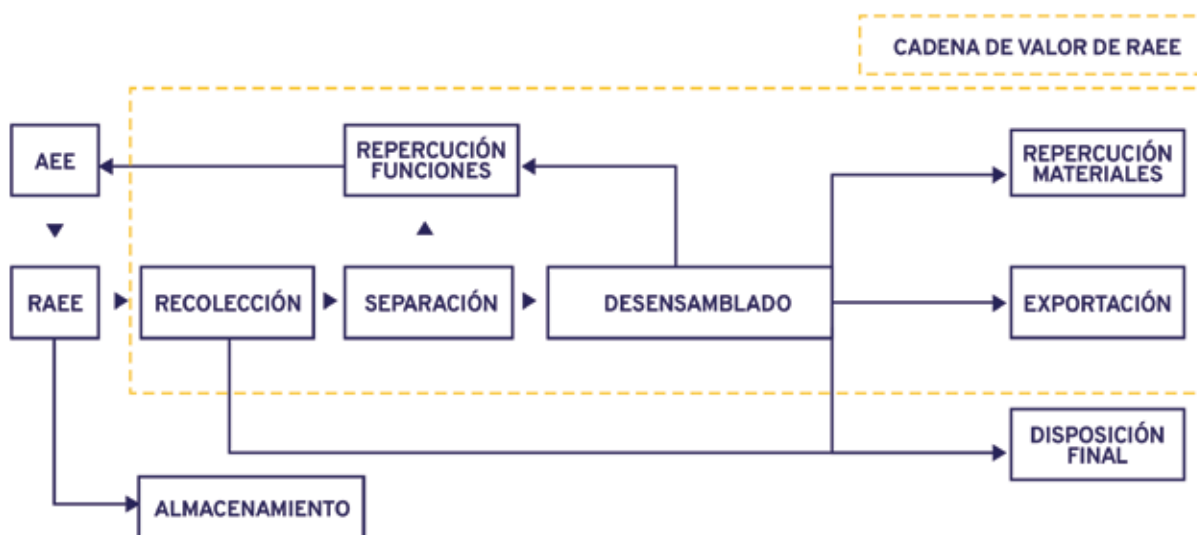 CADENA DE VALOR DE RAEE
AEE
REPERCUCIÓN
FUNCIONES
REPERCUCIÓN
MATERIALES
RAEE
RECOLECCIÓN
SEPARACIÓN
DESENSAMBLADO
EXPORTACIÓN
DISPOSICIÓN
FINAL
ALMACENAMIENTO